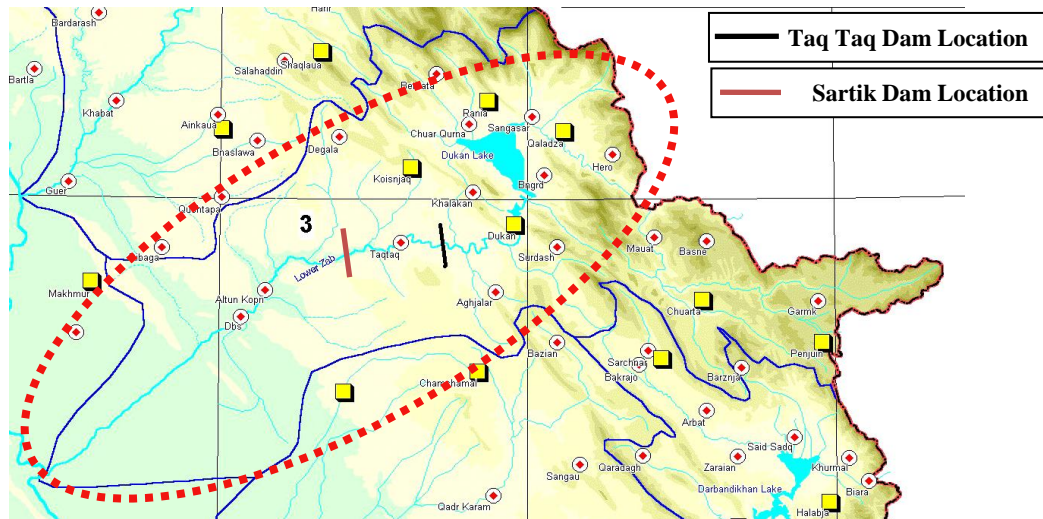 Harir
Bardarash
Taq Taq Dam Location
Shaqlaua
Salahaddin
Bartla
Betwata
Sartik Dam Location
Khabat
Rania
Ainkaua
Sangasar
Chuar Qurna
Qaladza
Bnaslawa
Degala
Dukan Lake
Hero
Koisnjaq
Guer
Bngrd
Khalakan
Qushtapa
3
Dukan
Taqtaq
Surdash
Mauat
Basne
Lower Zab
Makhmur
Altun Kopri
Aghjalar
Chuarta
Garmk
Dbs
Bazian
Sarchnar
Penjuin
Bakrajo
Barznja
Chamchamal
Arbat
Said Sadq
Qaradagh
Zaraian
Khurmal
Sangau
Darbandikhan Lake
Biara
Qadr Karam
Halabja